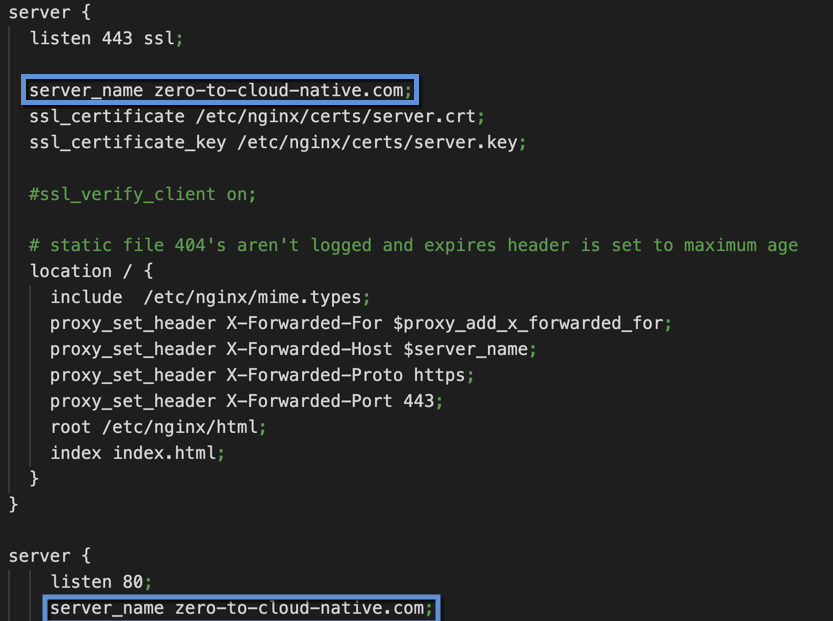 server {
listen 443 ssl;
server_name zero-to-cloud-native.com;
ssl_certificate /etc/nginx/certs/server.crt;
ssl_certificate_key /etc/nginx/certs/server.key;
#ssl_verify_client on;
# static file 404's aren't logged and expires header is set to maximum age
location / {
include  /etc/nginx/mime.types;
proxy_set_header X-Forwarded-For $proxy_add_x_forwarded_for;
proxy_set_header X-Forwarded-Host $server_name;
proxy_set_header X-Forwarded-Proto https;
proxy_set_header X-Forwarded-Port 443;
root /etc/nginx/html;
index index.html;
}
}
server {
listen 80;
server_name zero-to-cloud-native.com;